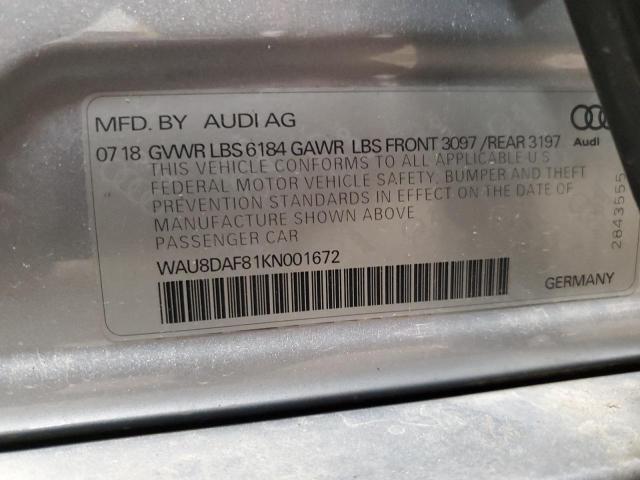 MFD. BY AUDI AG
07 18 GVWR LBS 6184 GAWR LBS FRONT 3097 / REAR 3197
Audi
THIS VEHICLE CONFORMS TO ALL APPLICABLE U S
FEDERAL MOTOR VEHICLE SAFETY, BUMPER AND THEFT
PREVENTION STANDARDS IN EFFECT ON THE DATE OF
MANUFACTURE SHOWN ABOVE
PASSENGER CAR
WAU8DAF81KN001672
GERMANY
2843555